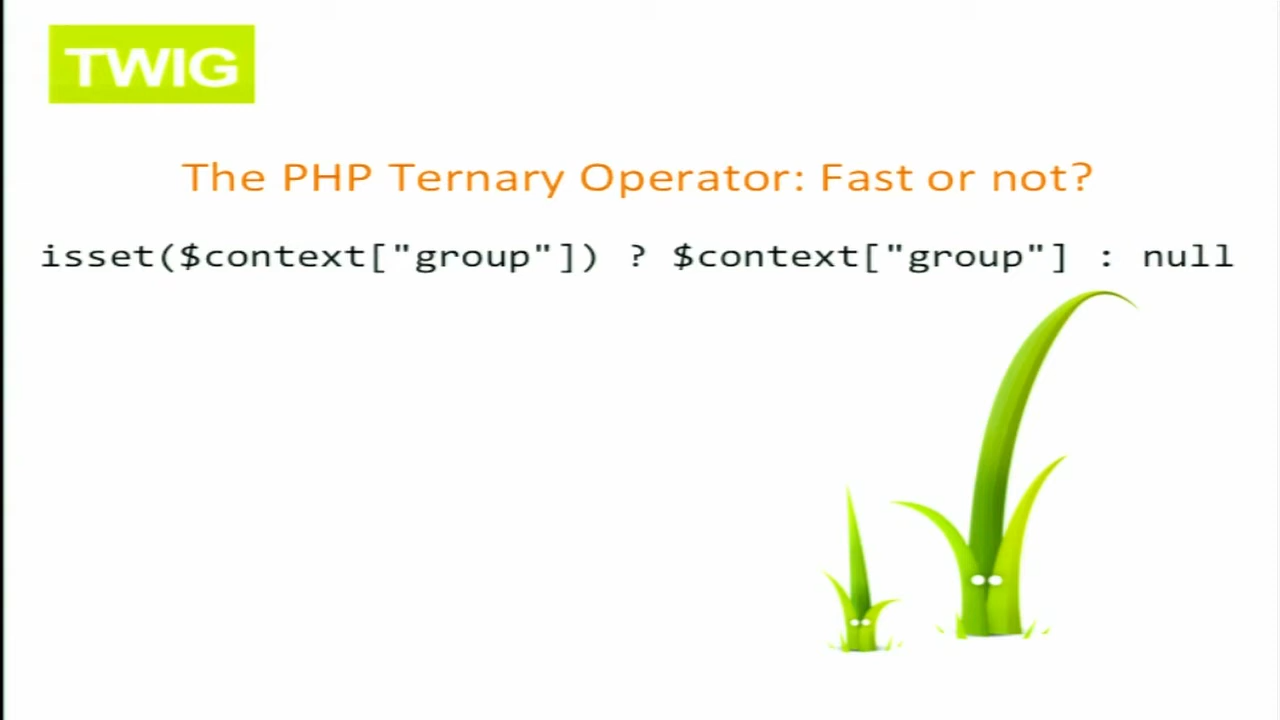 TWIG
The PHP Ternary Operator: Fast or not?
isset($context["group"]) ? $context["group"] : null